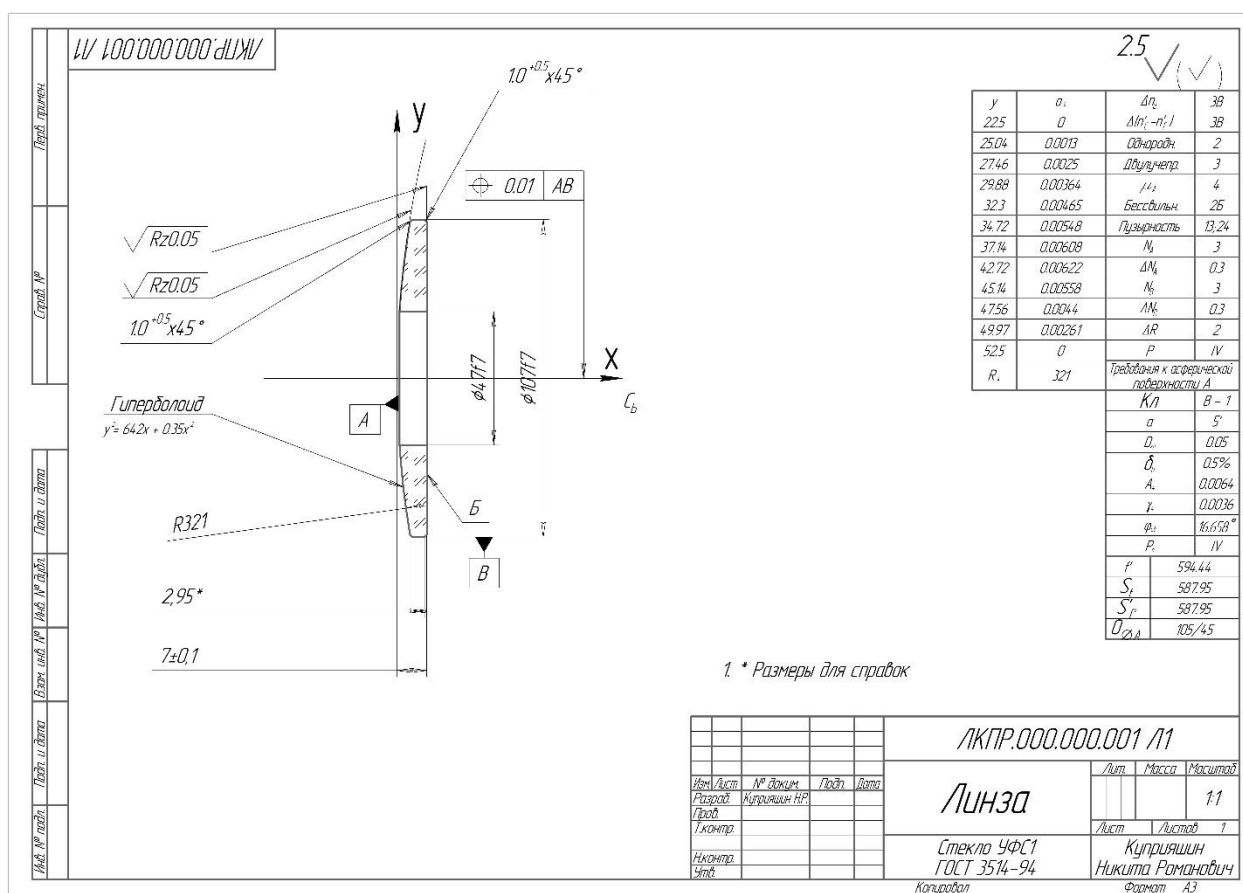 ЛКПР.000.000.001 Л1
2.5
Перв. примен.
Справ. №
Подп. и дата
Инв. № дубл.
Взам. инв. №
Подп. и дата
Инв. № подл.
1.0 +0.5 x45°
y
⌖ 0.01 АВ
√Rz0.05
√Rz0.05
1.0 +0.5 x45°
x
Гиперболоид
y²= 642x + 0.35x²
А
⌀47f7
⌀107f7
Б
В
R321
2,95*
7±0,1
y a Δn 3В
22.5 0 3В
25.04 0.0013 Однородн. 2
27.46 0.0025 Двулучепр. 3
29.88 0.00364 4
32.3 0.00465 Бессвильн. 2Б
34.72 0.00548 Пузырность 13;24
37.14 0.00608 N 3
42.72 0.00622 ΔN 0.3
45.14 0.00558 N 3
47.56 0.0044 ΔN 0.3
49.97 0.00261 ΔR 2
52.5 0 P IV
R 321 Требования к асферической
поверхности А
Кл В - 1
α 5'
D 0.05
δ 0.5%
A 0.0064
γ 0.0036
φ 16.658°
P IV
f' 594.44
S 587.95
S' 587.95
105/45
1. * Размеры для справок
ЛКПР.000.000.001 Л1
Изм. Лист № докум. Подп. Дата
Разраб. Куприяшин Н.Р.
Пров.
Т.контр.
Н.контр.
Утв.
Линза
Лит. Масса Масштаб
1:1
Лист Листов 1
Стекло УФС1
ГОСТ 3514-94
Куприяшин
Никита Романович
Копировал Формат А3